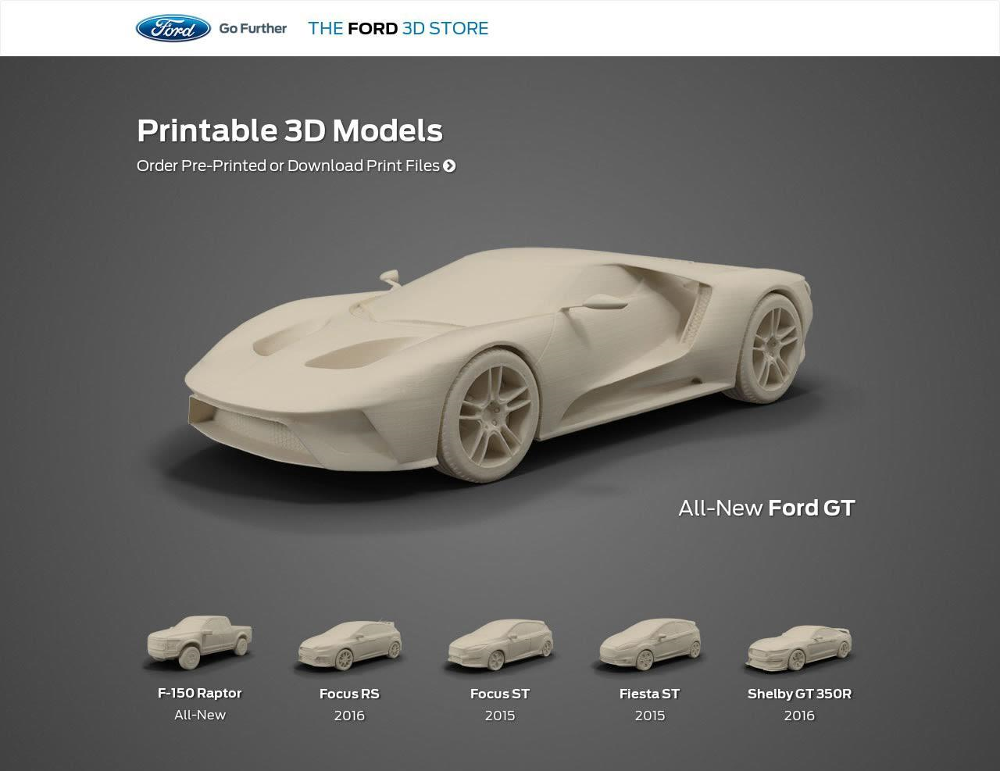 Ford Go Further THE FORD 3D STORE
Printable 3D Models
Order Pre-Printed or Download Print Files
All-New Ford GT
F-150 Raptor
All-New
Focus RS
2016
Focus ST
2015
Fiesta ST
2015
Shelby GT 350R
2016